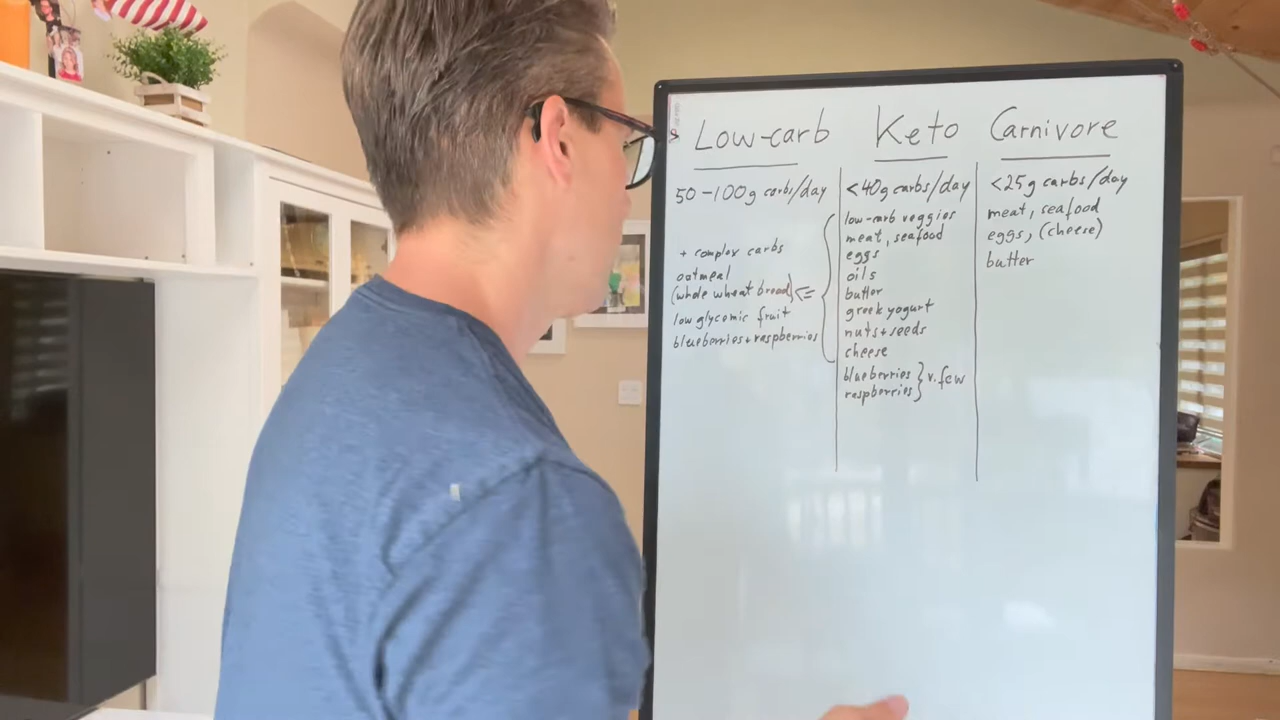 Low-carb
50-100g carbs/day
+ complex carbs
oatmeal
(whole wheat bread) <=
low glycemic fruit
blueberries + raspberries
Keto
<40g carbs/day
low-carb veggies
meat, seafood
eggs
oils
butter
greek yogurt
nuts + seeds
cheese
blueberries
raspberries } v. few
Carnivore
<25g carbs/day
meat, seafood
eggs, (cheese)
butter